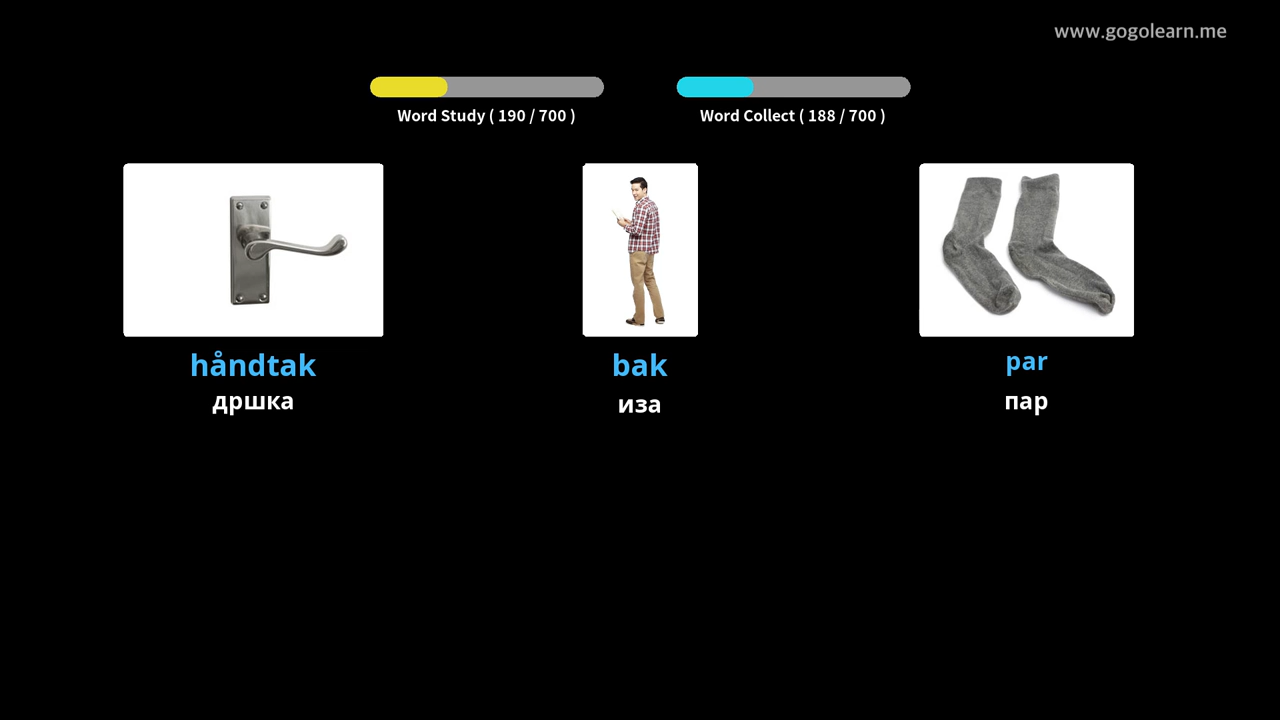 www.gogolearn.me
Word Study ( 190 / 700 )
Word Collect ( 188 / 700 )
håndtak
дршка
bak
иза
par
пар